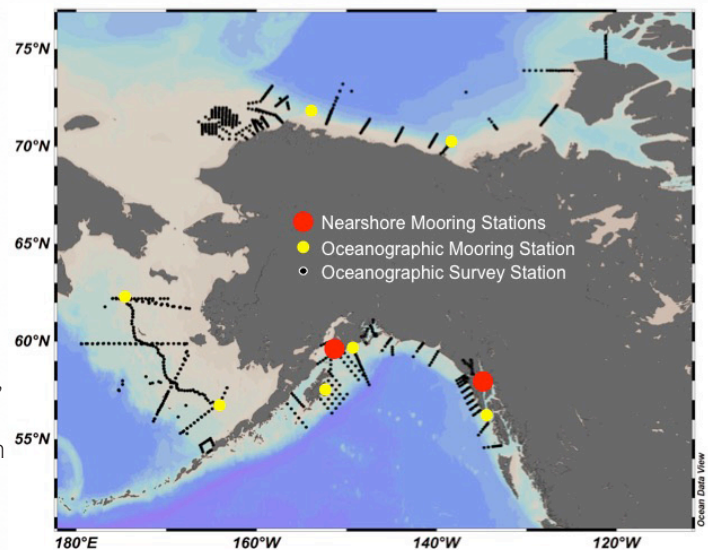 75°N
70°N
65°N
60°N
55°N
Nearshore Mooring Stations
Oceanographic Mooring Station
Oceanographic Survey Station
180°E
160°W
140°W
120°W
Ocean Data View